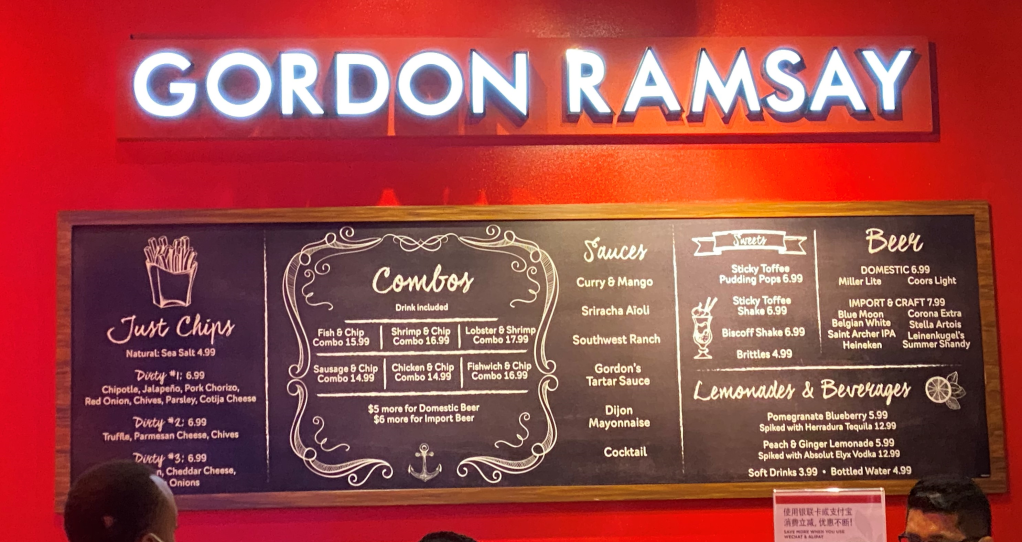 GORDON RAMSAY
Just Chips
Natural: Sea Salt 4.99
Dirty #1; 6.99
Chipotle, Jalapeño, Pork Chorizo,
Red Onion, Chives, Parsley, Cotija Cheese
Dirty #2; 6.99
Truffle, Parmesan Cheese, Chives
Dirty #3; 6.99
Cheddar Cheese,
Onions
Combos
Drink included
Fish & Chip
Combo 15.99
Shrimp & Chip
Combo 16.99
Lobster & Shrimp
Combo 17.99
Sausage & Chip
Combo 14.99
Chicken & Chip
Combo 14.99
Fishwich & Chip
Combo 16.99
$5 more for Domestic Beer
$6 more for Import Beer
Sauces
Curry & Mango
Sriracha Aïoli
Southwest Ranch
Gordon's
Tartar Sauce
Dijon
Mayonnaise
Cocktail
Sweets
Sticky Toffee
Pudding Pops 6.99
Sticky Toffee
Shake 6.99
Biscoff Shake 6.99
Brittles 4.99
Beer
DOMESTIC 6.99
Miller Lite Coors Light
IMPORT & CRAFT 7.99
Blue Moon
Belgian White
Saint Archer IPA
Heineken
Corona Extra
Stella Artois
Leinenkugel's
Summer Shandy
Lemonades & Beverages
Pomegranate Blueberry 5.99
Spiked with Herradura Tequila 12.99
Peach & Ginger Lemonade 5.99
Spiked with Absolut Elyx Vodka 12.99
Soft Drinks 3.99 • Bottled Water 4.99
使用银联卡或支付宝
消费立减, 优惠不断!
SAVE MORE WHEN YOU USE
WECHAT & ALIPAY